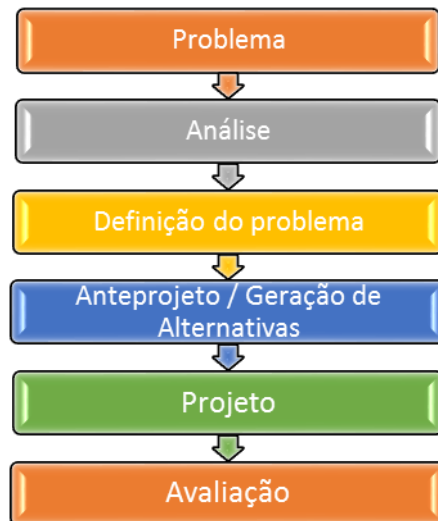 Problema
Análise
Definição do problema
Anteprojeto / Geração de
Alternativas
Projeto
Avaliação